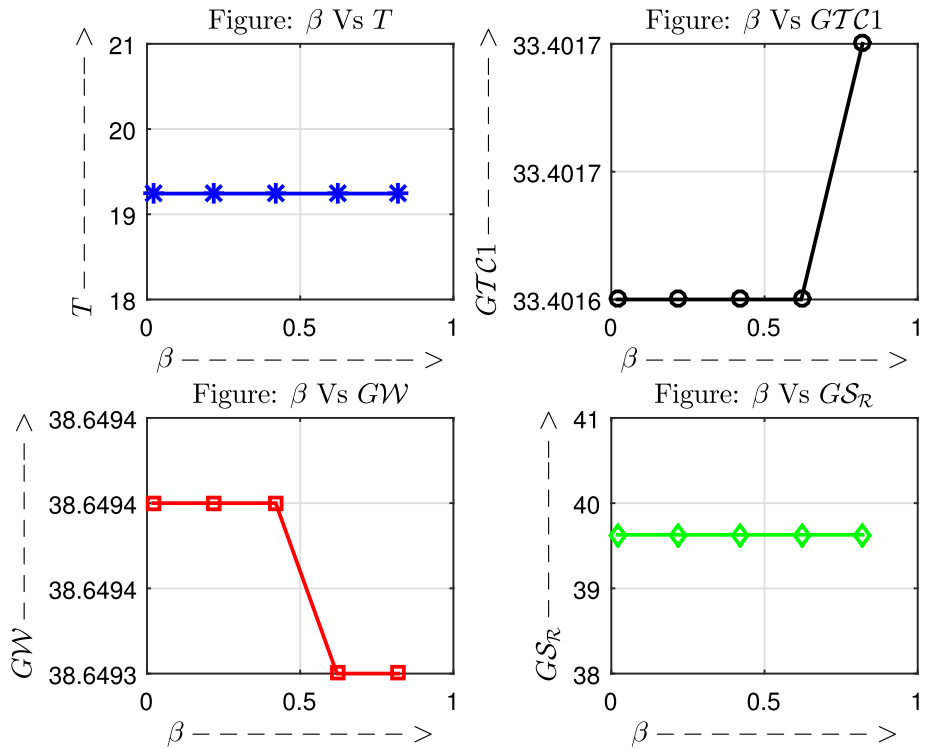 Figure: β Vs T
21
20
19
18
T −−−−−−−>
0
0.5
1
β −−−−−−−−−−>
Figure: β Vs G𝒯𝒞1
33.4017
33.4017
33.4016
G𝒯𝒞1−−−−−−−>
0
0.5
1
β −−−−−−−−−−>
Figure: β Vs G𝒲
38.6494
38.6494
38.6494
38.6493
G𝒲−−−−−−−>
0
0.5
1
β −−−−−−−−−>
Figure: β Vs G𝒮ℛ
41
40
39
38
G𝒮ℛ−−−−−−−>
0
0.5
1
β −−−−−−−−−>